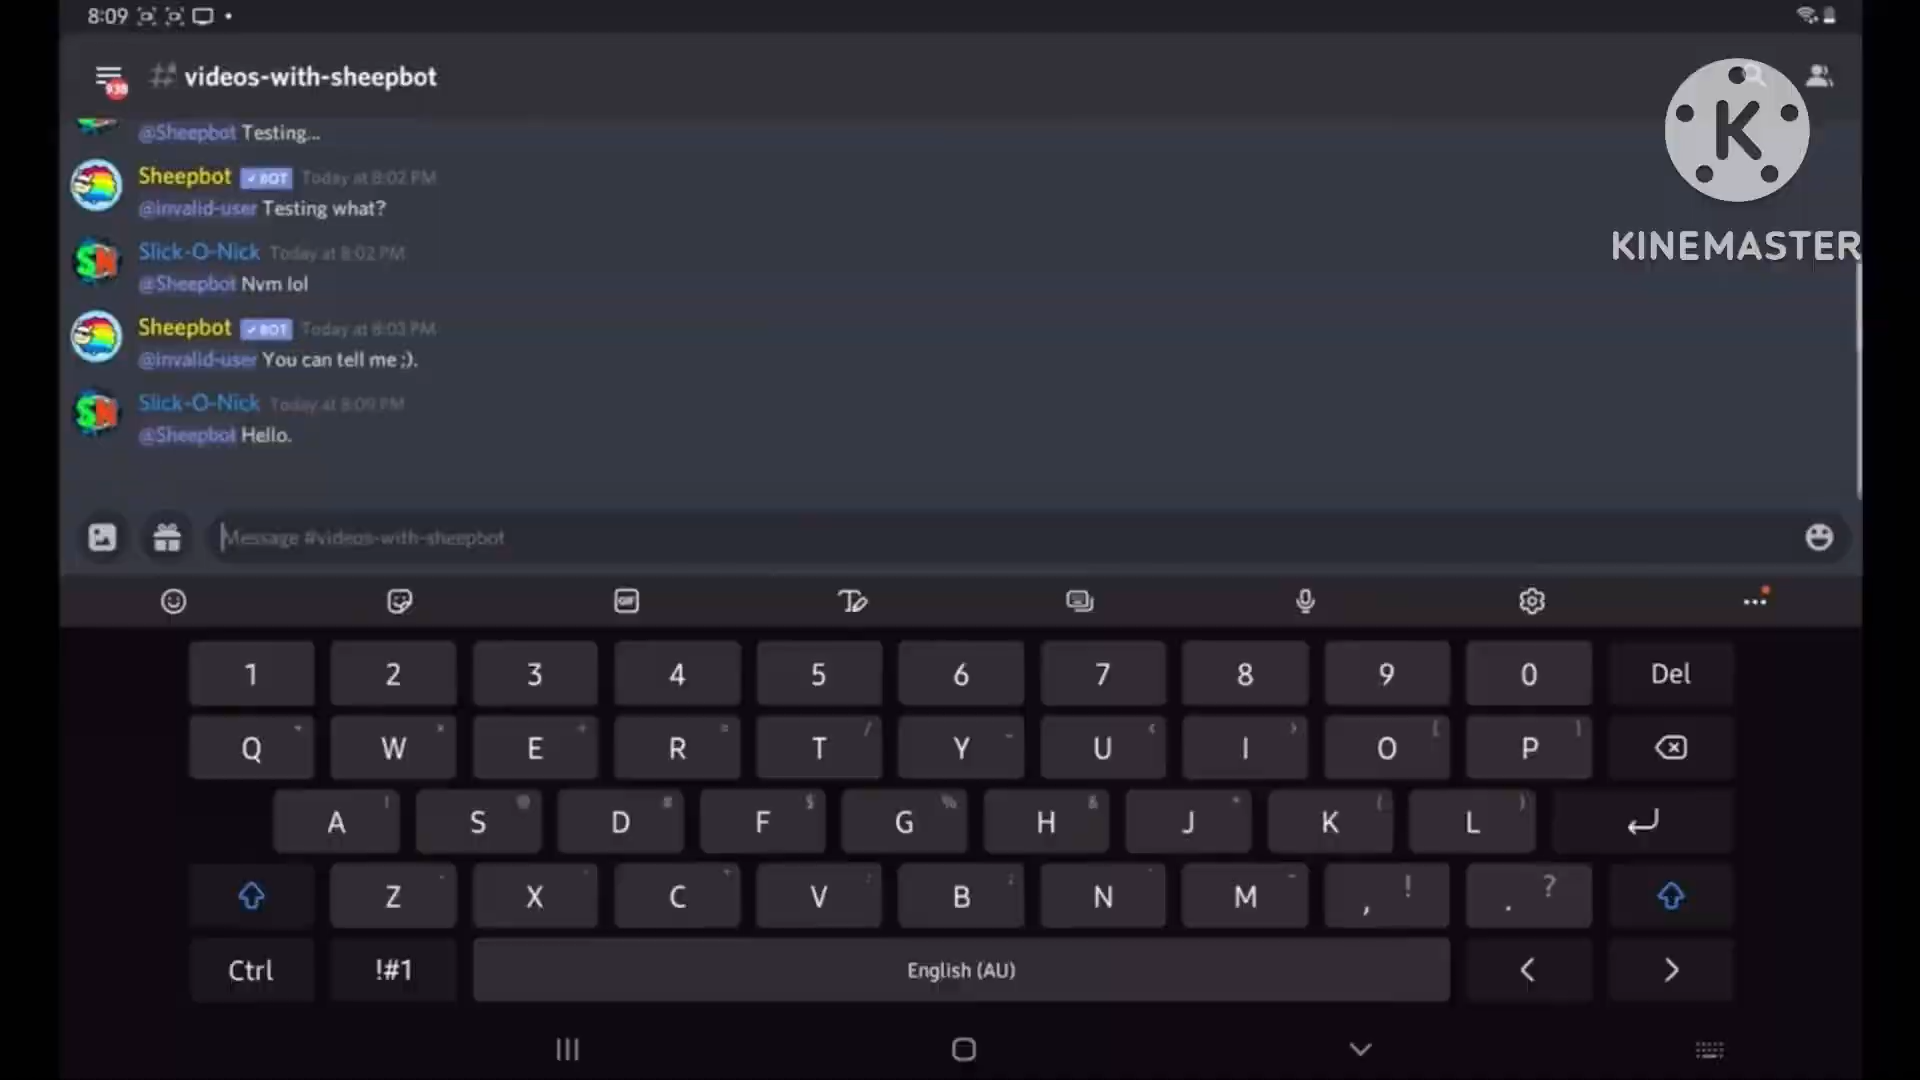 8:09
938
# videos-with-sheepbot
K
KINEMASTER
@Sheepbot Testing...
Sheepbot ✓ BOT Today at 8:02 PM
@invalid-user Testing what?
Slick-O-Nick Today at 8:02 PM
@Sheepbot Nvm lol
Sheepbot ✓ BOT Today at 8:03 PM
@invalid-user You can tell me ;).
SN
Slick-O-Nick Today at 8:09 PM
@Sheepbot Hello.
Message #videos-with-sheepbot
GIF
1 2 3 4 5 6 7 8 9 0 Del
Q W E R T Y U I O P
A S D F G H J K L
Z X C V B N M , ! . ?
Ctrl !#1 English (AU) < >